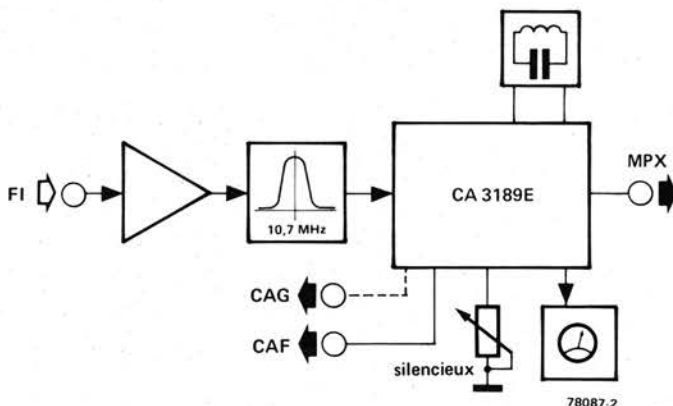 MPX
FI
CA 3189E
10,7 MHz
CAG
CAF
silencieux
78087-2